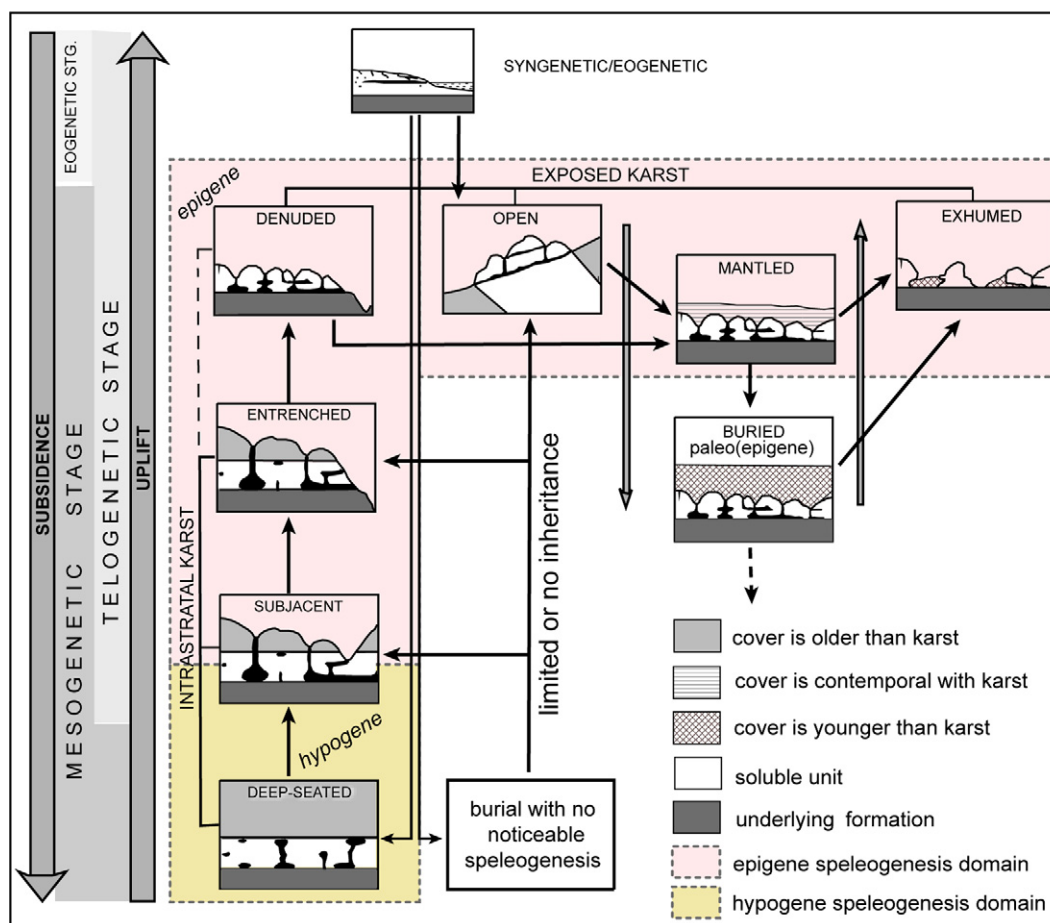 SYNGENETIC/EOGENETIC
EOGENETIC STG.
MESOGENETIC STAGE
TELOGENETIC STAGE
SUBSIDENCE
UPLIFT
epigene
EXPOSED KARST
DENUDED
OPEN
EXHUMED
MANTLED
ENTRENCHED
BURIED
paleo(epigene)
INTRASTRATAL KARST
limited or no inheritance
SUBJACENT
hypogene
DEEP-SEATED
burial with no
noticeable
speleogenesis
cover is older than karst
cover is contemporal with karst
cover is younger than karst
soluble unit
underlying formation
epigene speleogenesis domain
hypogene speleogenesis domain